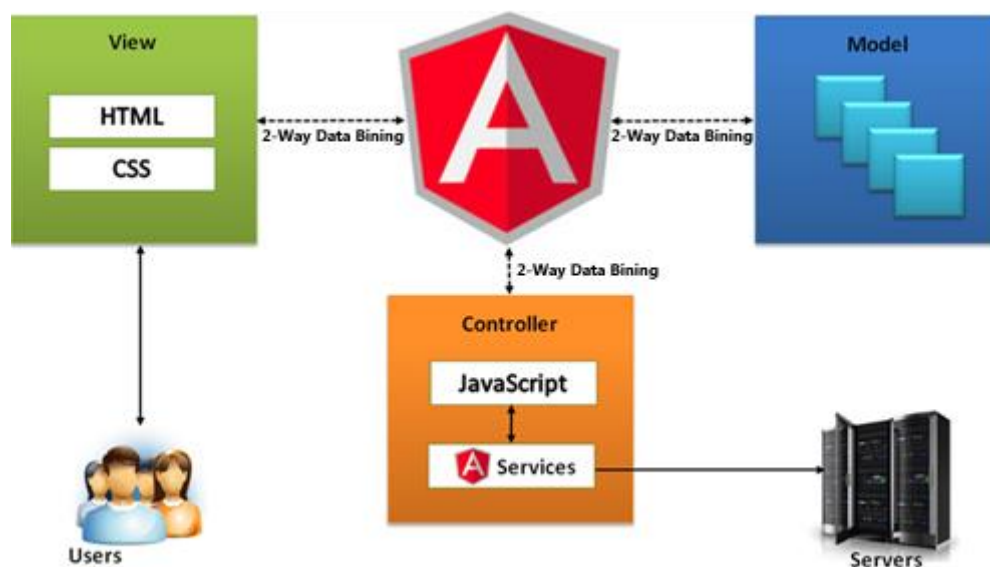 View
HTML
CSS
2-Way Data Bining
A
2-Way Data Bining
Model
2-Way Data Bining
Controller
JavaScript
A Services
Users
Servers